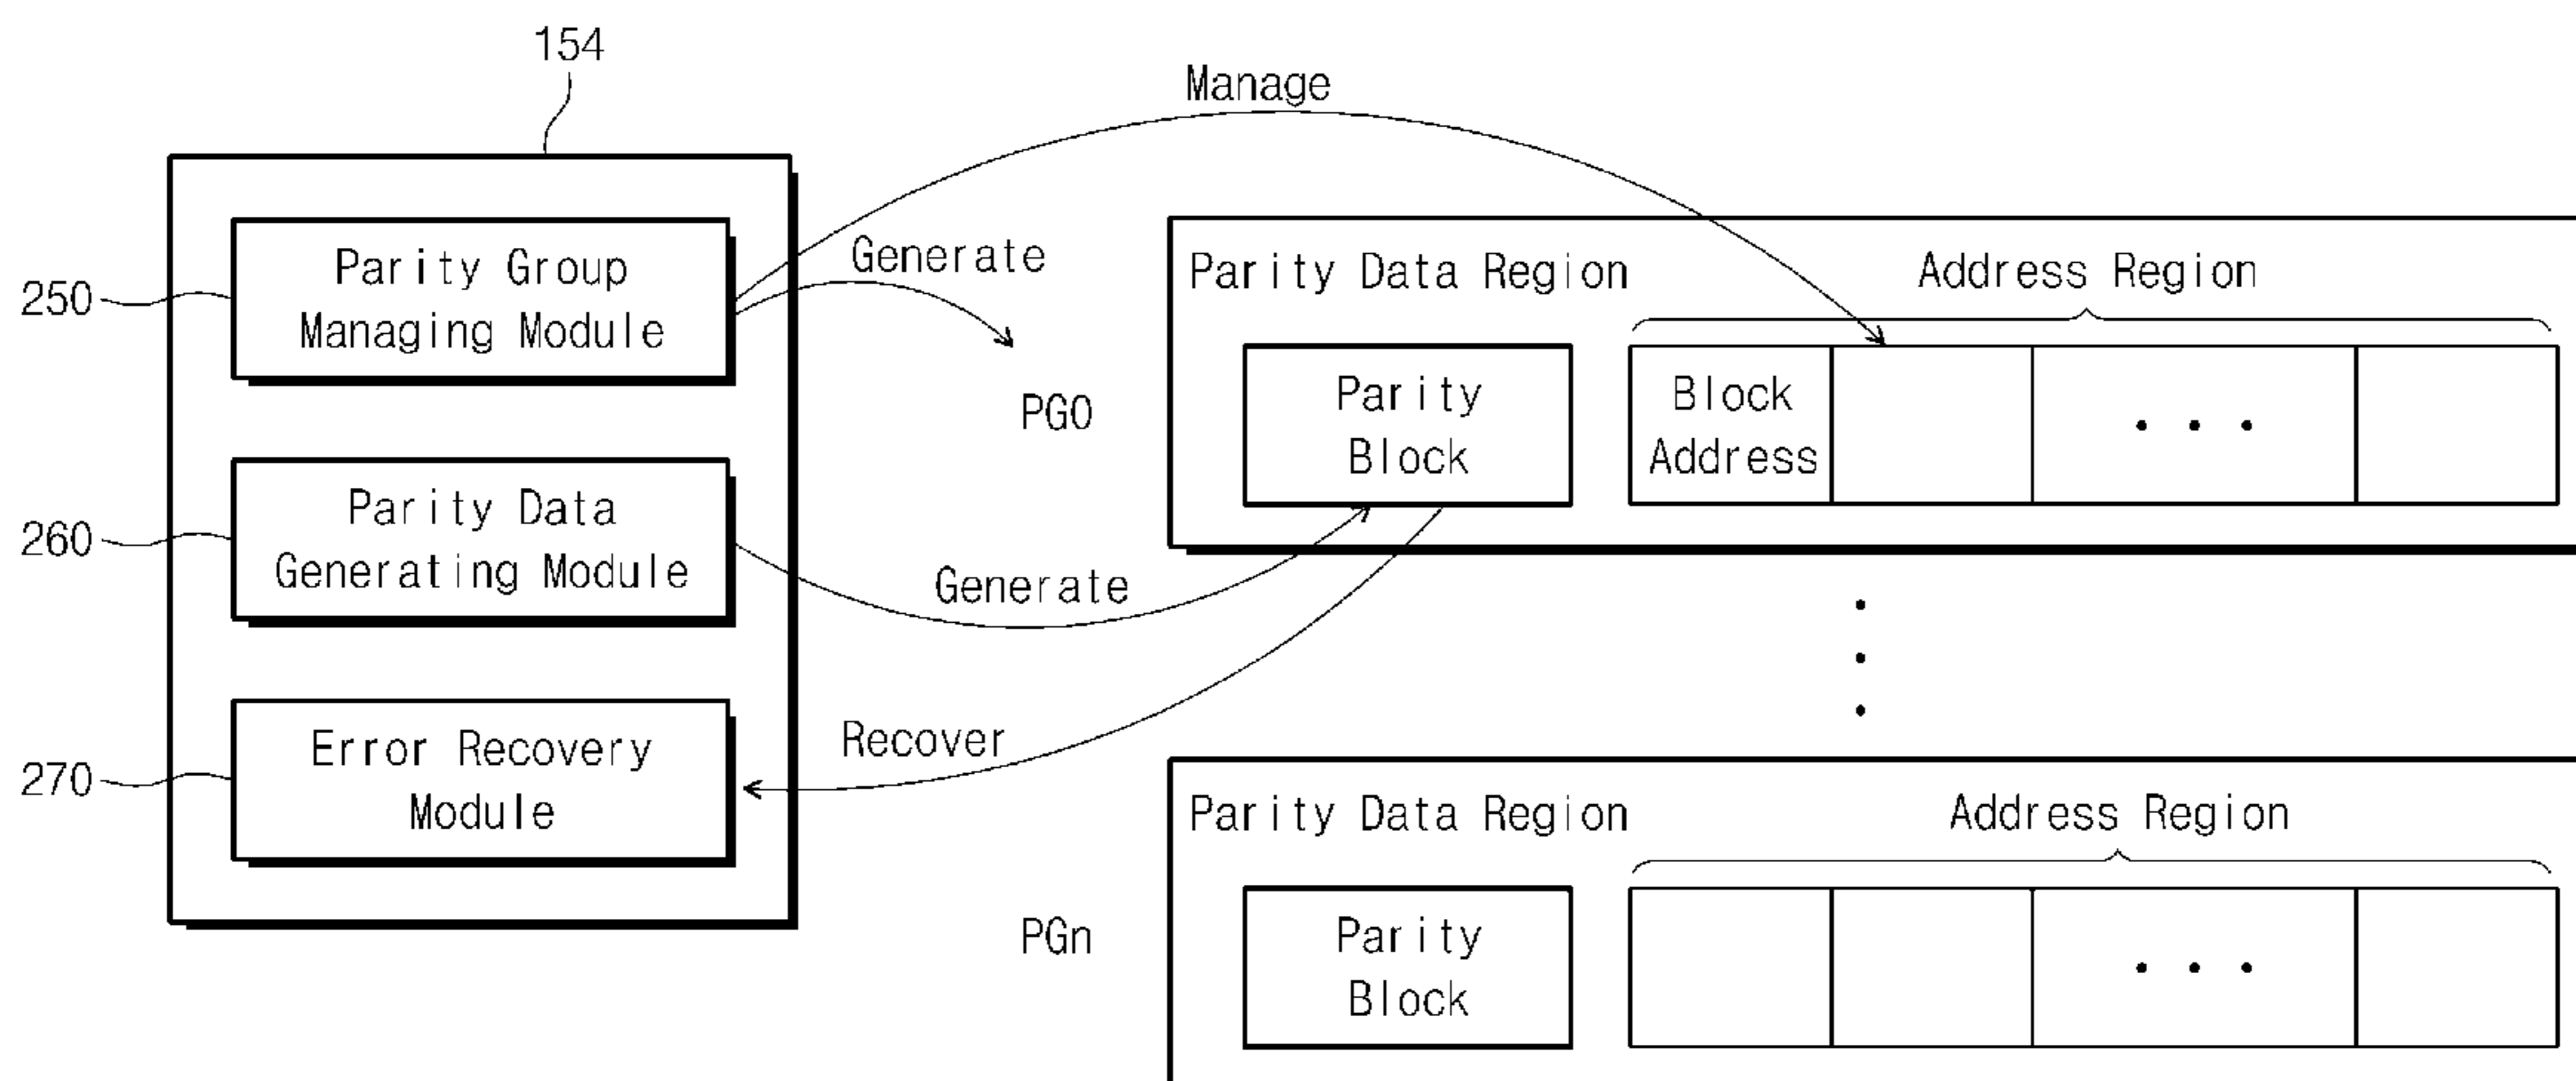 154
Manage
Parity Group
Managing Module
250
Generate
Parity Data Region
Address Region
PG0
Parity
Block
Block
Address
• • •
Parity Data
Generating Module
260
Generate
Error Recovery
Module
270
Recover
Parity Data Region
Address Region
PGn
Parity
Block
• • •